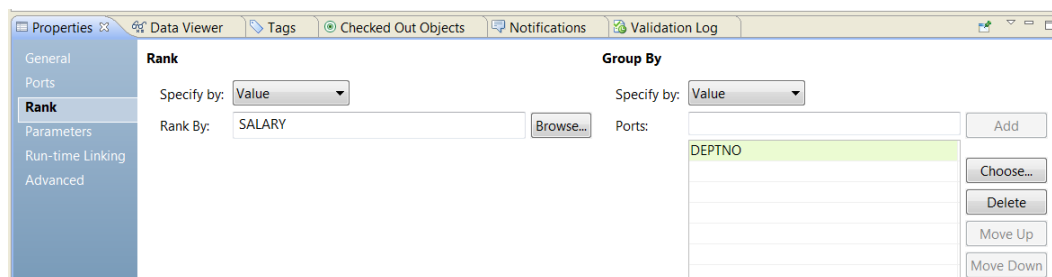 Properties Data Viewer Tags Checked Out Objects Notifications Validation Log
General
Ports
Rank
Parameters
Run-time Linking
Advanced
Rank
Specify by: Value
Rank By: SALARY Browse...
Group By
Specify by: Value
Ports: Add
DEPTNO
Choose...
Delete
Move Up
Move Down